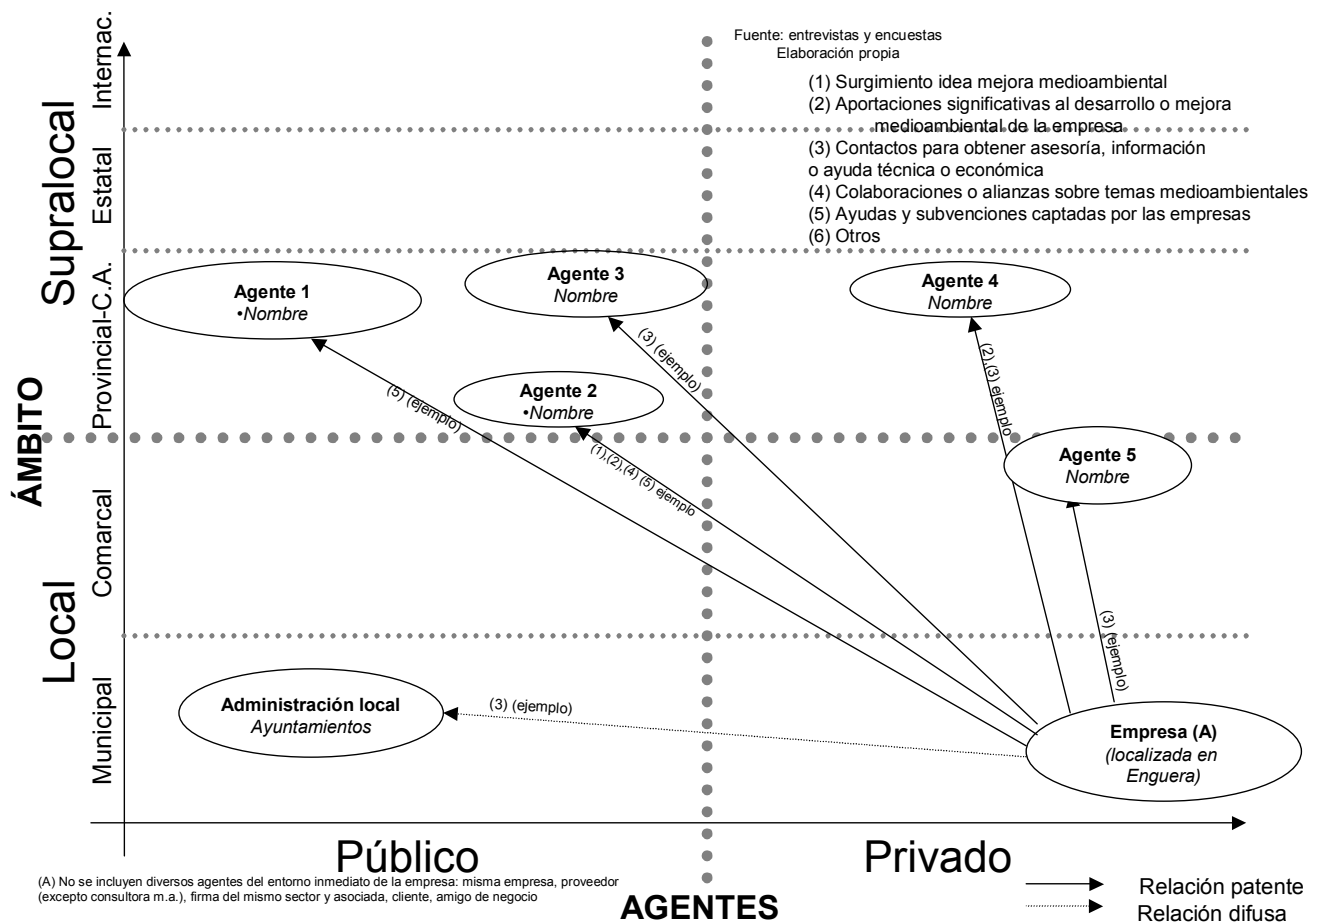 Fuente: entrevistas y encuestas
Elaboración propia
(1) Surgimiento idea mejora medioambiental
(2) Aportaciones significativas al desarrollo o mejora
medioambiental de la empresa
(3) Contactos para obtener asesoría, información
o ayuda técnica o económica
(4) Colaboraciones o alianzas sobre temas medioambientales
(5) Ayudas y subvenciones captadas por las empresas
(6) Otros
ÁMBITO
Supralocal
Local
Internac.
Estatal
Provincial-C.A.
Comarcal
Municipal
Agente 1
•Nombre
Agente 3
Nombre
Agente 4
Nombre
Agente 2
•Nombre
Agente 5
Nombre
(5) (ejemplo)
(3) (ejemplo)
(1),(2),(4) (5) ejemplo
(2),(3) ejemplo
(3) (ejemplo)
(3) (ejemplo)
Administración local
Ayuntamientos
Empresa (A)
(localizada en
Enguera)
Público
Privado
AGENTES
(A) No se incluyen diversos agentes del entorno inmediato de la empresa: misma empresa, proveedor
(excepto consultora m.a.), firma del mismo sector y asociada, cliente, amigo de negocio
Relación patente
Relación difusa